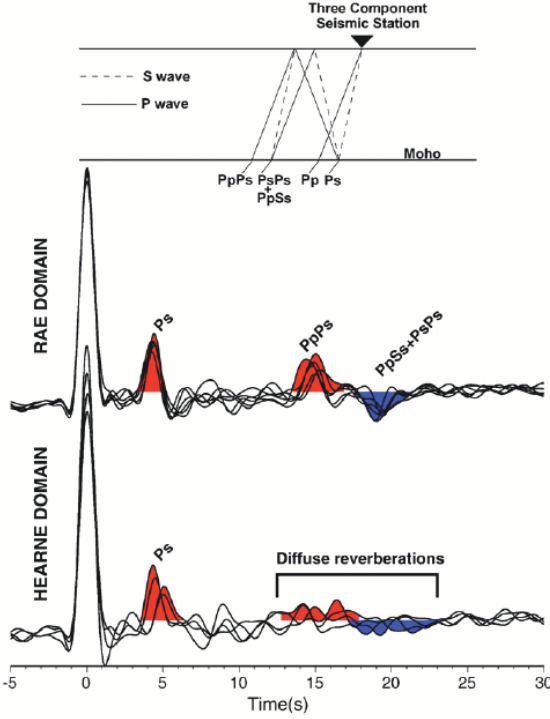 Three Component
Seismic Station
S wave
P wave
Moho
PpPs
PsPs
+
PpSs
Pp
Ps
RAE DOMAIN
Ps
PpPs
PpSs+PsPs
HEARNE DOMAIN
Ps
Diffuse reverberations
-5 0 5 10 15 20 25 30
Time(s)